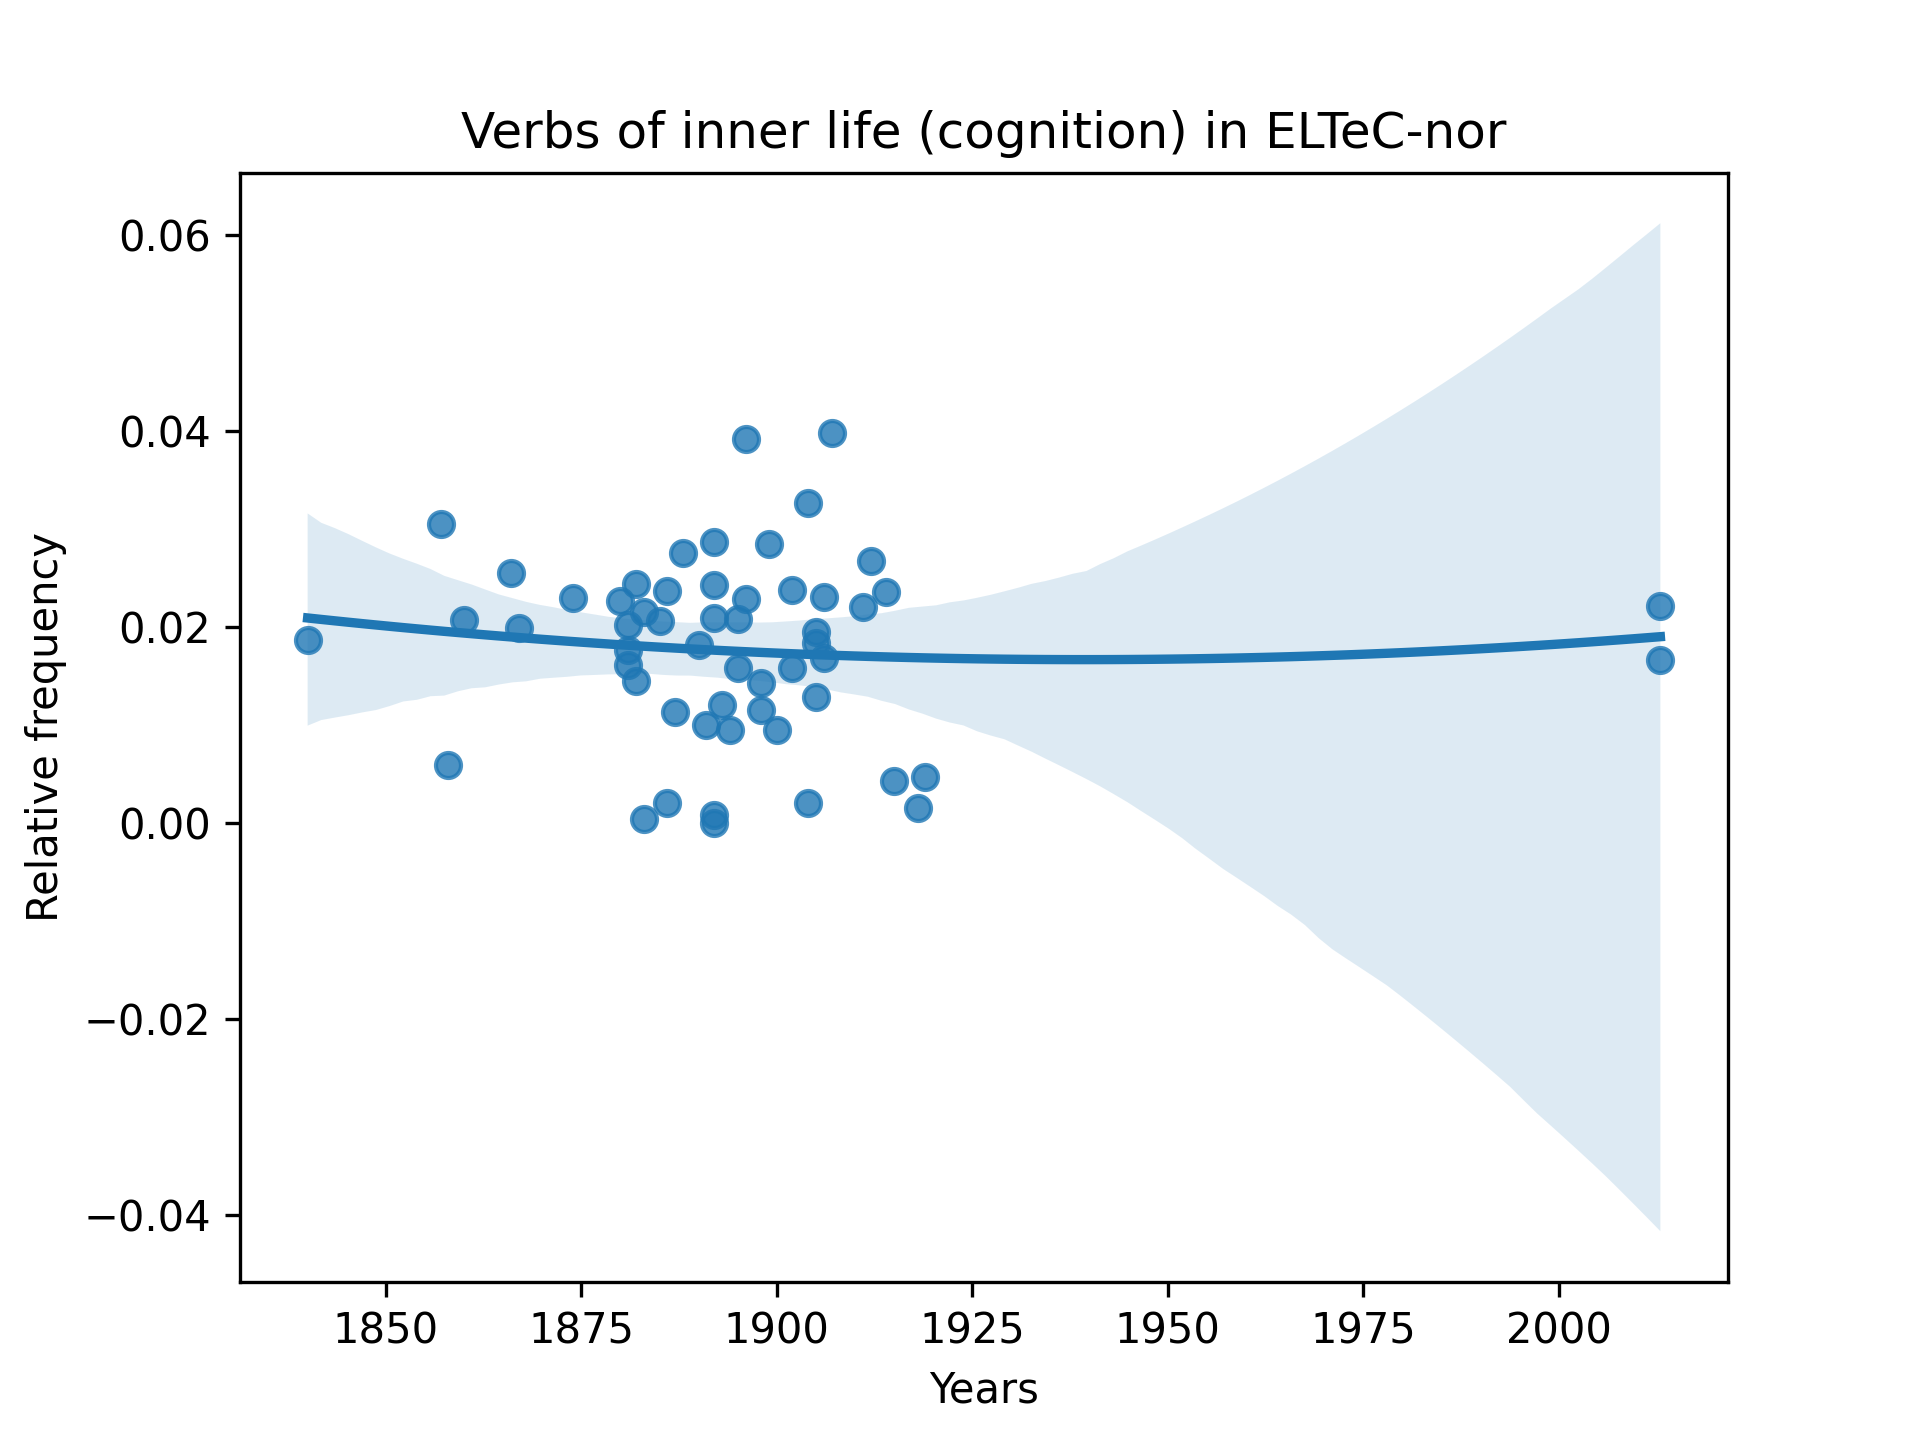 Verbs of inner life (cognition) in ELTeC-nor
Relative frequency
0.06
0.04
0.02
0.00
−0.02
−0.04
1850 1875 1900 1925 1950 1975 2000
Years